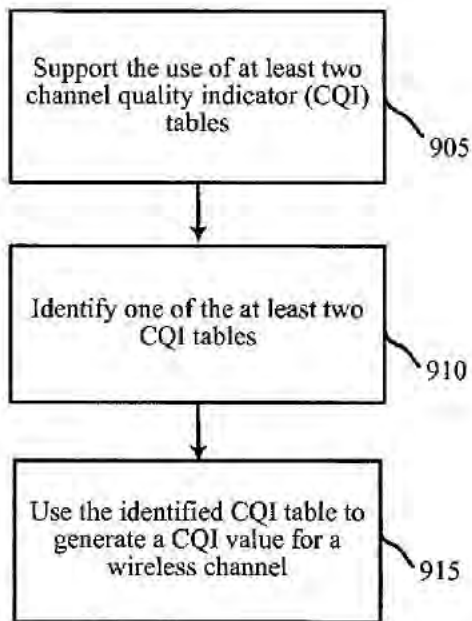 Support the use of at least two
channel quality indicator (CQI)
tables
905
Identify one of the at least two
CQI tables
910
Use the identified CQI table to
generate a CQI value for a
wireless channel
915